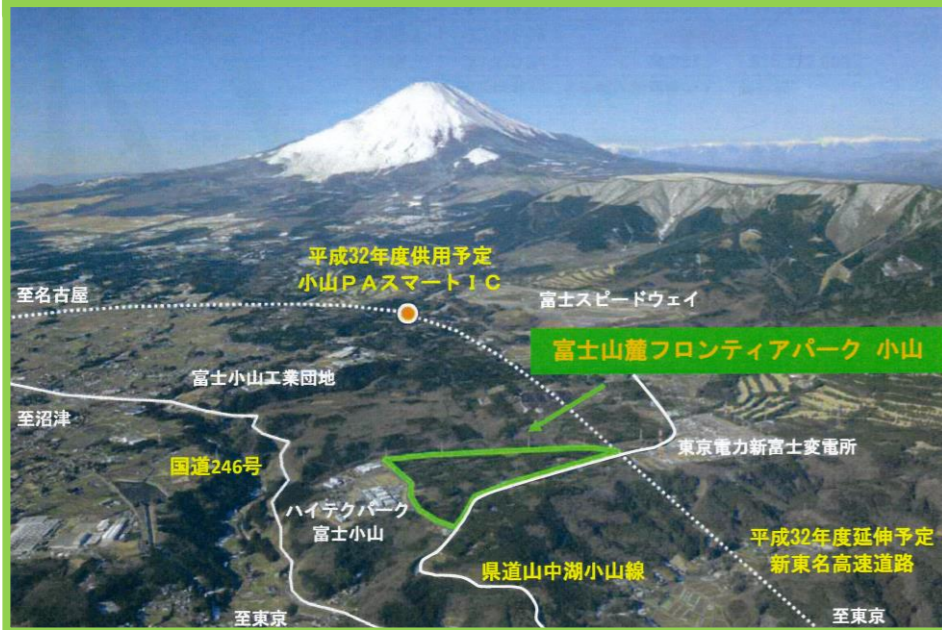 平成32年度供用予定
小山PAスマートIC
至名古屋
富士スピードウェイ
富士山麓フロンティアパーク 小山
富士小山工業団地
至沼津
東京電力新富士変電所
国道246号
ハイテクパーク
富士小山
平成32年度延伸予定
新東名高速道路
県道山中湖小山線
至東京
至東京